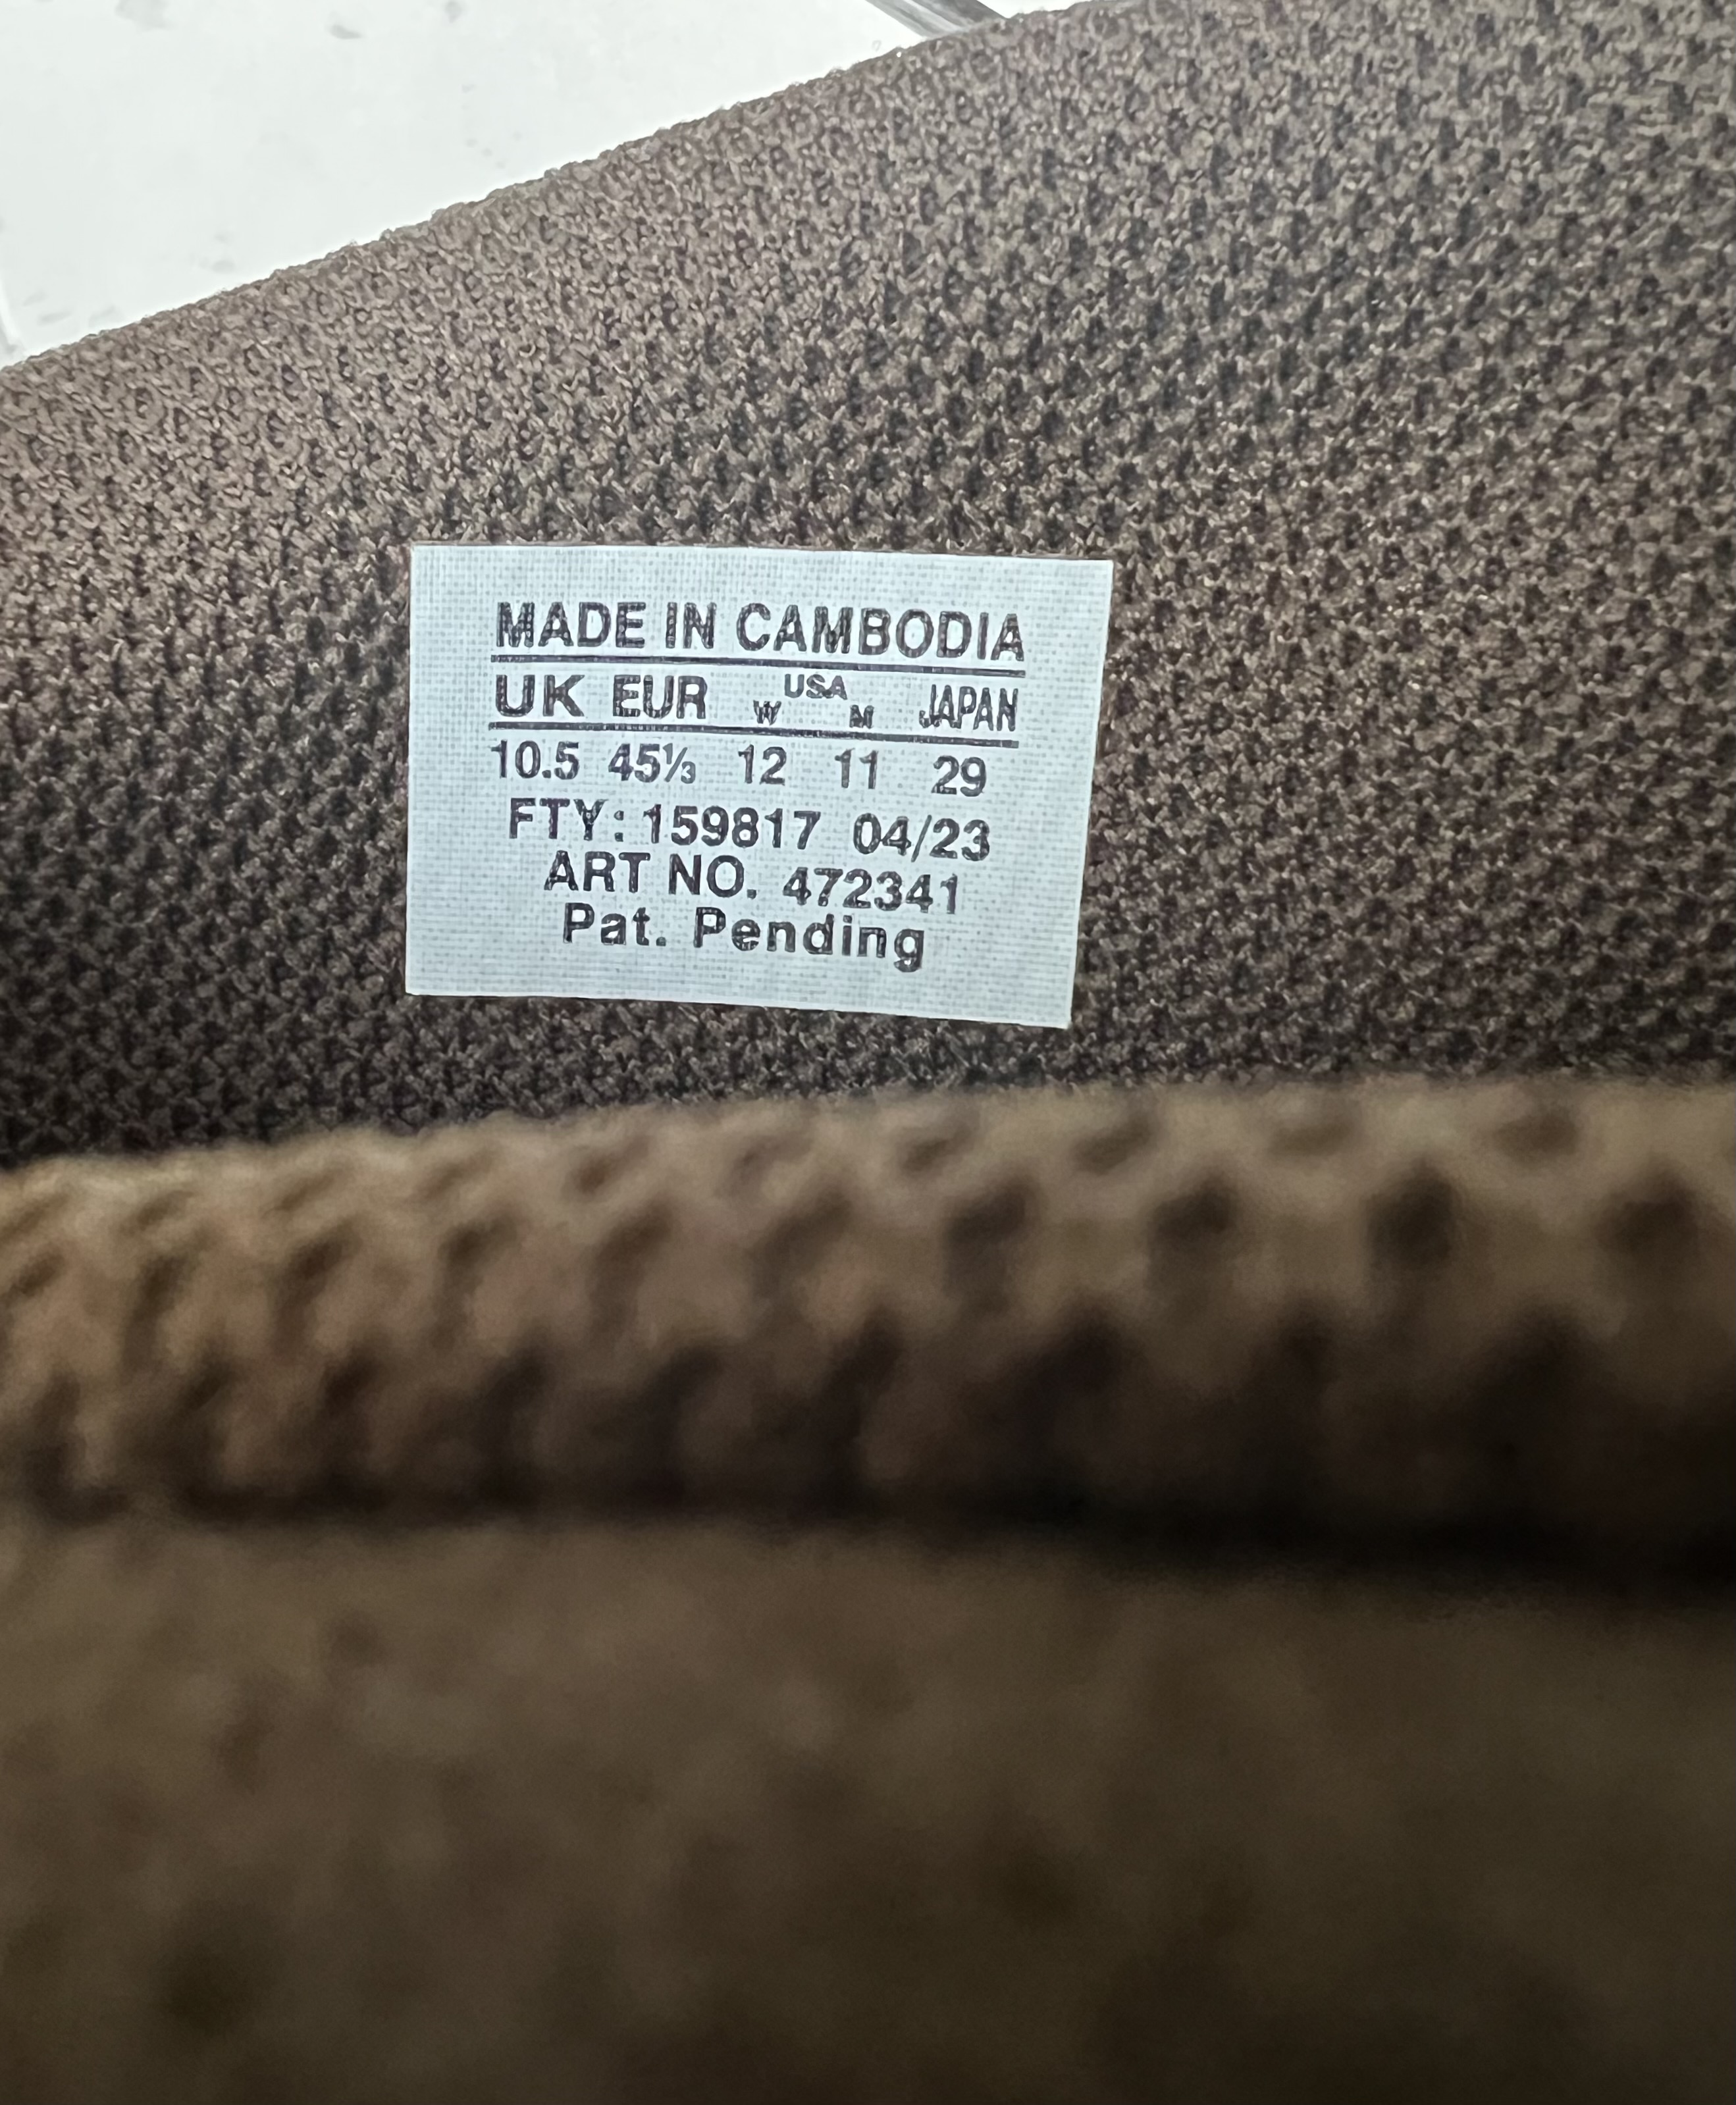 MADE IN CAMBODIA
UK EUR W USA M JAPAN
10.5 45⅓ 12 11 29
FTY: 159817 04/23
ART NO. 472341
Pat. Pending